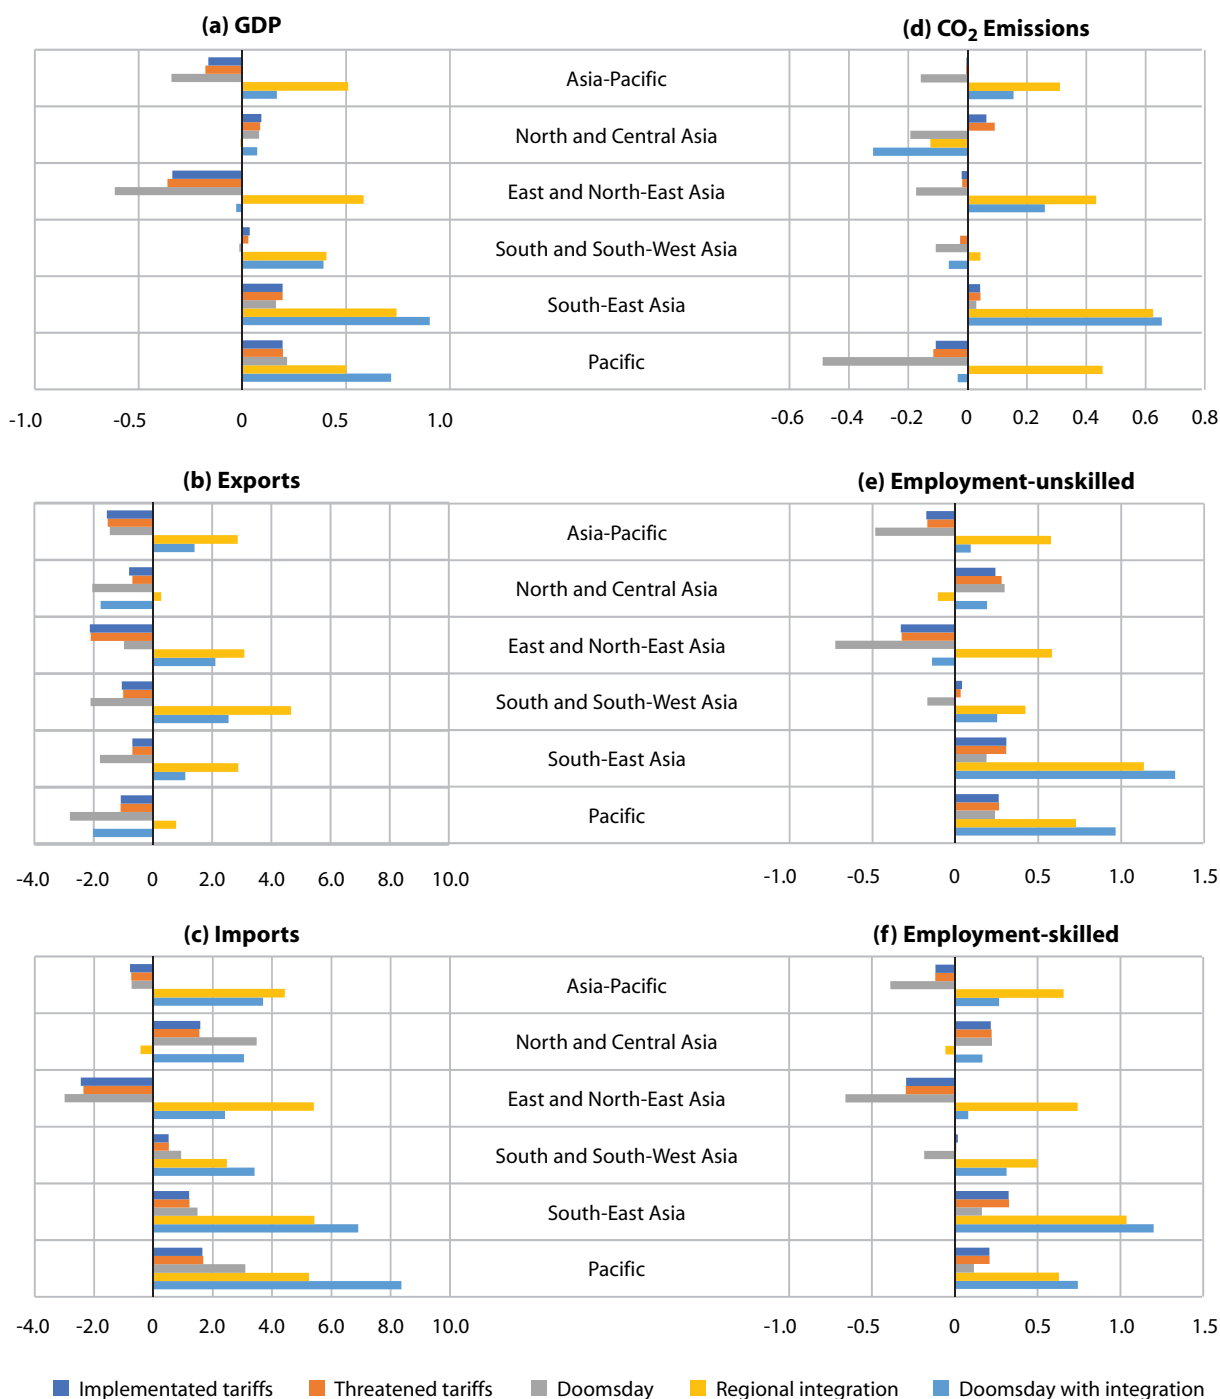 (a) GDP
(d) CO₂ Emissions
Asia-Pacific
North and Central Asia
East and North-East Asia
South and South-West Asia
South-East Asia
Pacific
-1.0 -0.5 0 0.5 1.0
-0.6 -0.4 -0.2 0 0.2 0.4 0.6 0.8
(b) Exports
(e) Employment-unskilled
Asia-Pacific
North and Central Asia
East and North-East Asia
South and South-West Asia
South-East Asia
Pacific
-4.0 -2.0 0 2.0 4.0 6.0 8.0 10.0
-1.0 -0.5 0 0.5 1.0 1.5
(c) Imports
(f) Employment-skilled
Asia-Pacific
North and Central Asia
East and North-East Asia
South and South-West Asia
South-East Asia
Pacific
-4.0 -2.0 0 2.0 4.0 6.0 8.0 10.0
-1.0 -0.5 0 0.5 1.0 1.5
Implementated tariffs Threatened tariffs Doomsday Regional integration Doomsday with integration